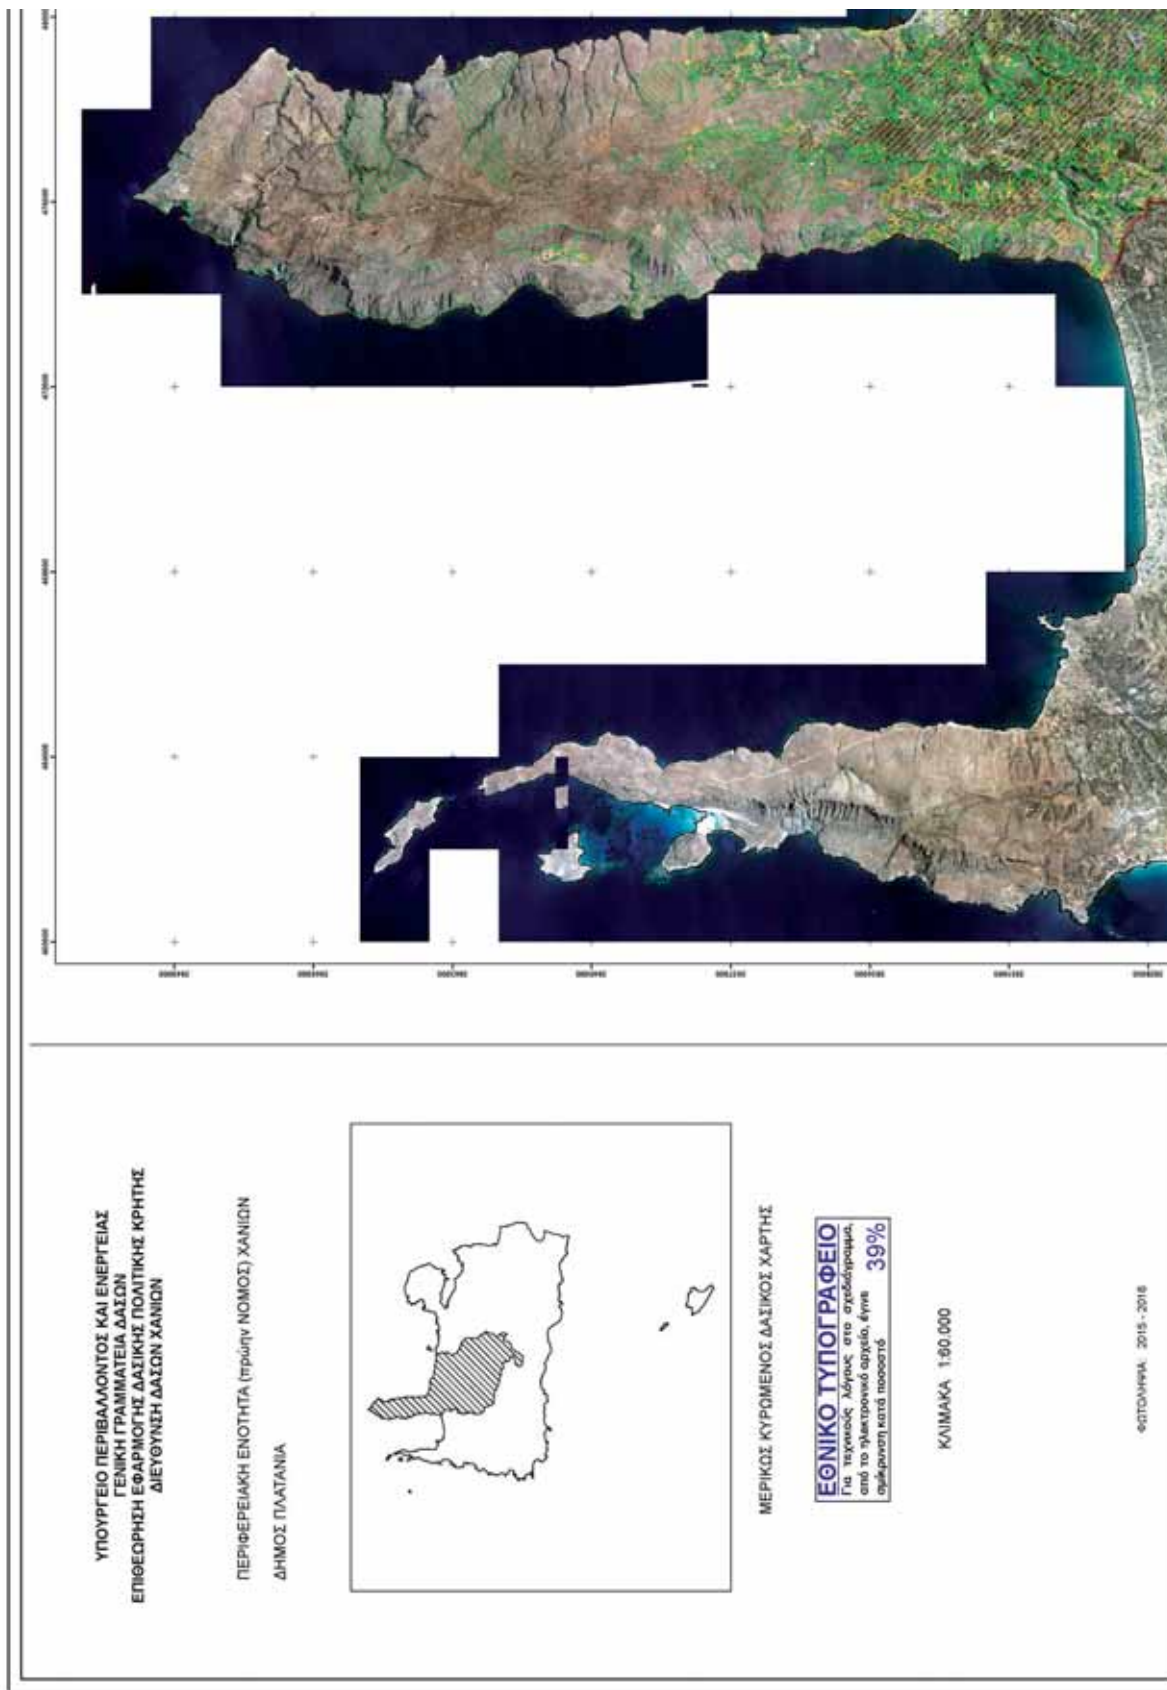 ΥΠΟΥΡΓΕΙΟ ΠΕΡΙΒΑΛΛΟΝΤΟΣ ΚΑΙ ΕΝΕΡΓΕΙΑΣ
ΓΕΝΙΚΗ ΓΡΑΜΜΑΤΕΙΑ ΔΑΣΩΝ
ΕΠΙΘΕΩΡΗΣΗ ΕΦΑΡΜΟΓΗΣ ΔΑΣΙΚΗΣ ΠΟΛΙΤΙΚΗΣ ΚΡΗΤΗΣ
ΔΙΕΥΘΥΝΣΗ ΔΑΣΩΝ ΧΑΝΙΩΝ
ΠΕΡΙΦΕΡΕΙΑΚΗ ΕΝΟΤΗΤΑ (πρώην ΝΟΜΟΣ) ΧΑΝΙΩΝ
ΔΗΜΟΣ ΠΛΑΤΑΝΙΑ
ΜΕΡΙΚΩΣ ΚΥΡΩΜΕΝΟΣ ΔΑΣΙΚΟΣ ΧΑΡΤΗΣ
ΕΘΝΙΚΟ ΤΥΠΟΓΡΑΦΕΙΟ
Για τεχνικούς λόγους στο σχεδιάγραμμα,
από το ηλεκτρονικό αρχείο, έγινε
σμίκρυνση κατά ποσοστό 39%
ΚΛΙΜΑΚΑ 1:60.000
ΦΩΤΟΛΗΨΙΑ: 2015 - 2016